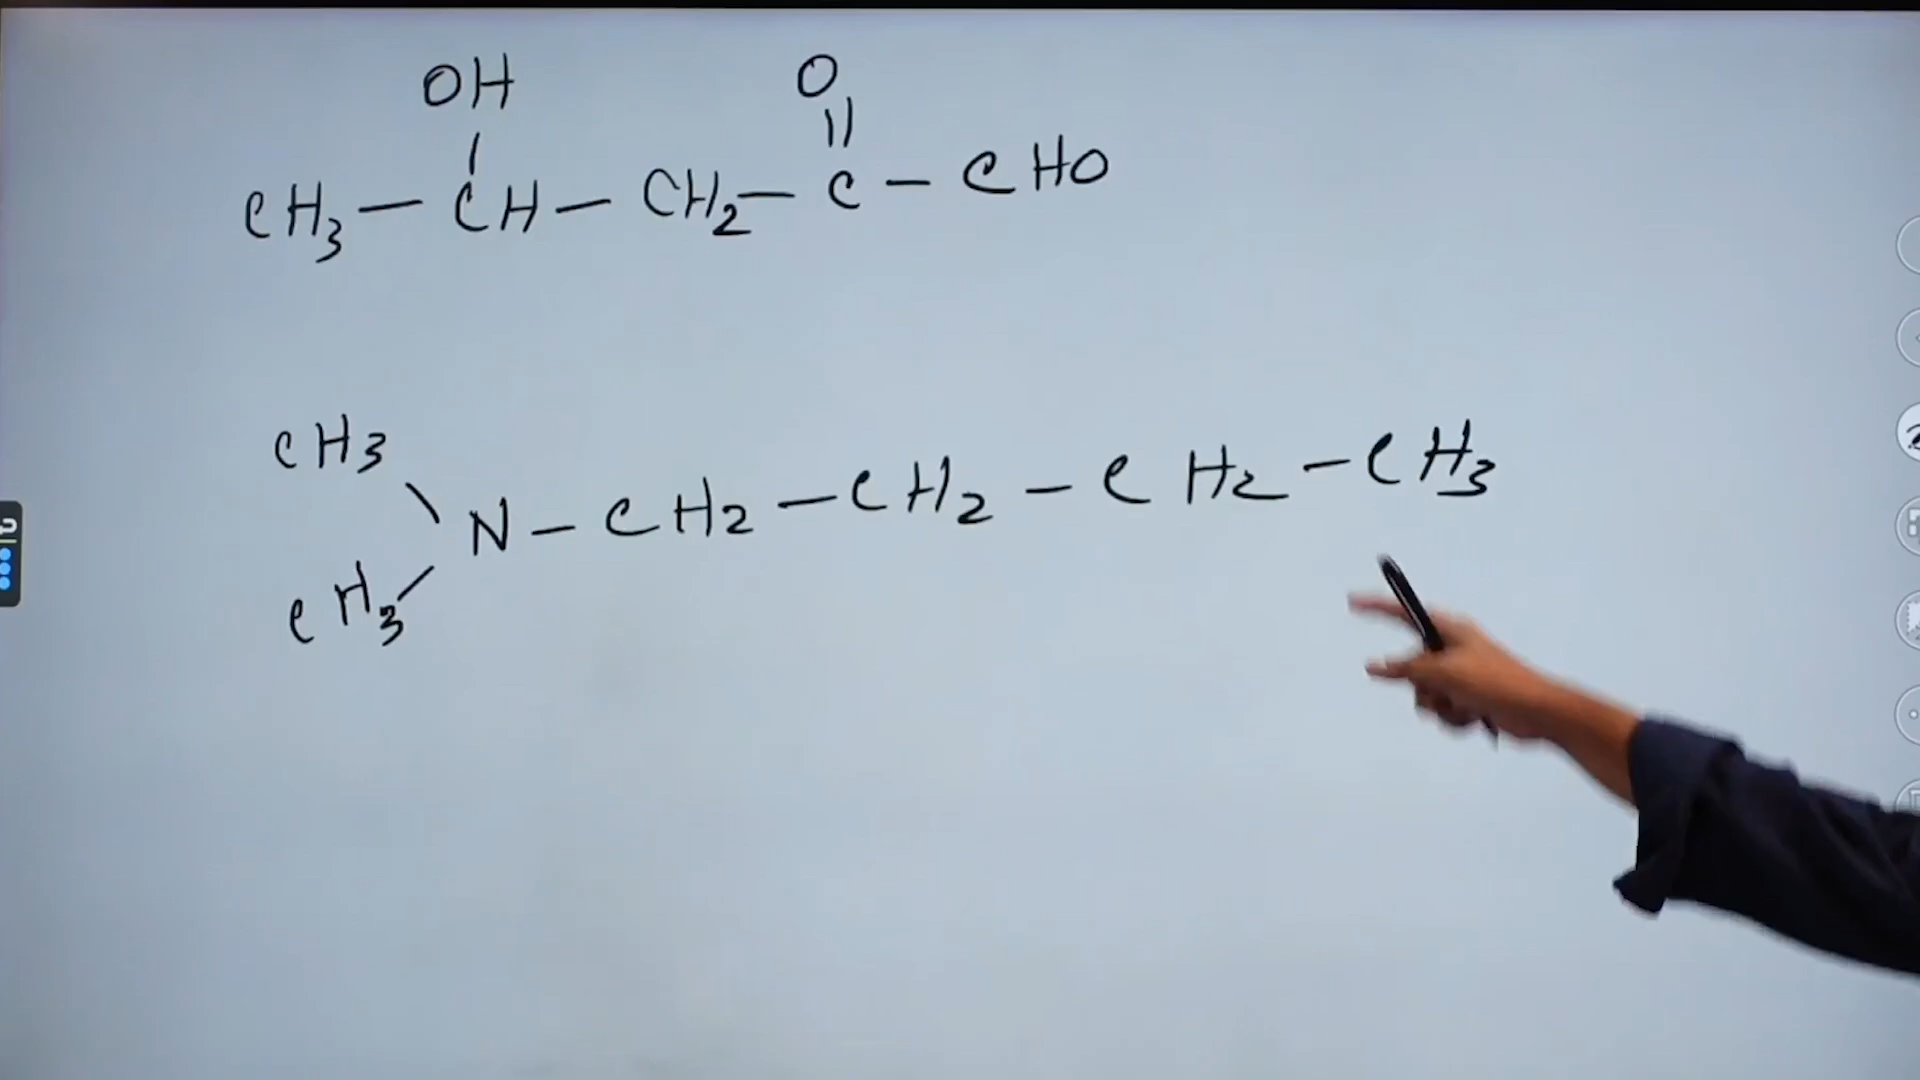 OH O
CH3 — CH — CH2 — C — CHO
CH3
N — CH2 — CH2 — CH2 — CH3
CH3